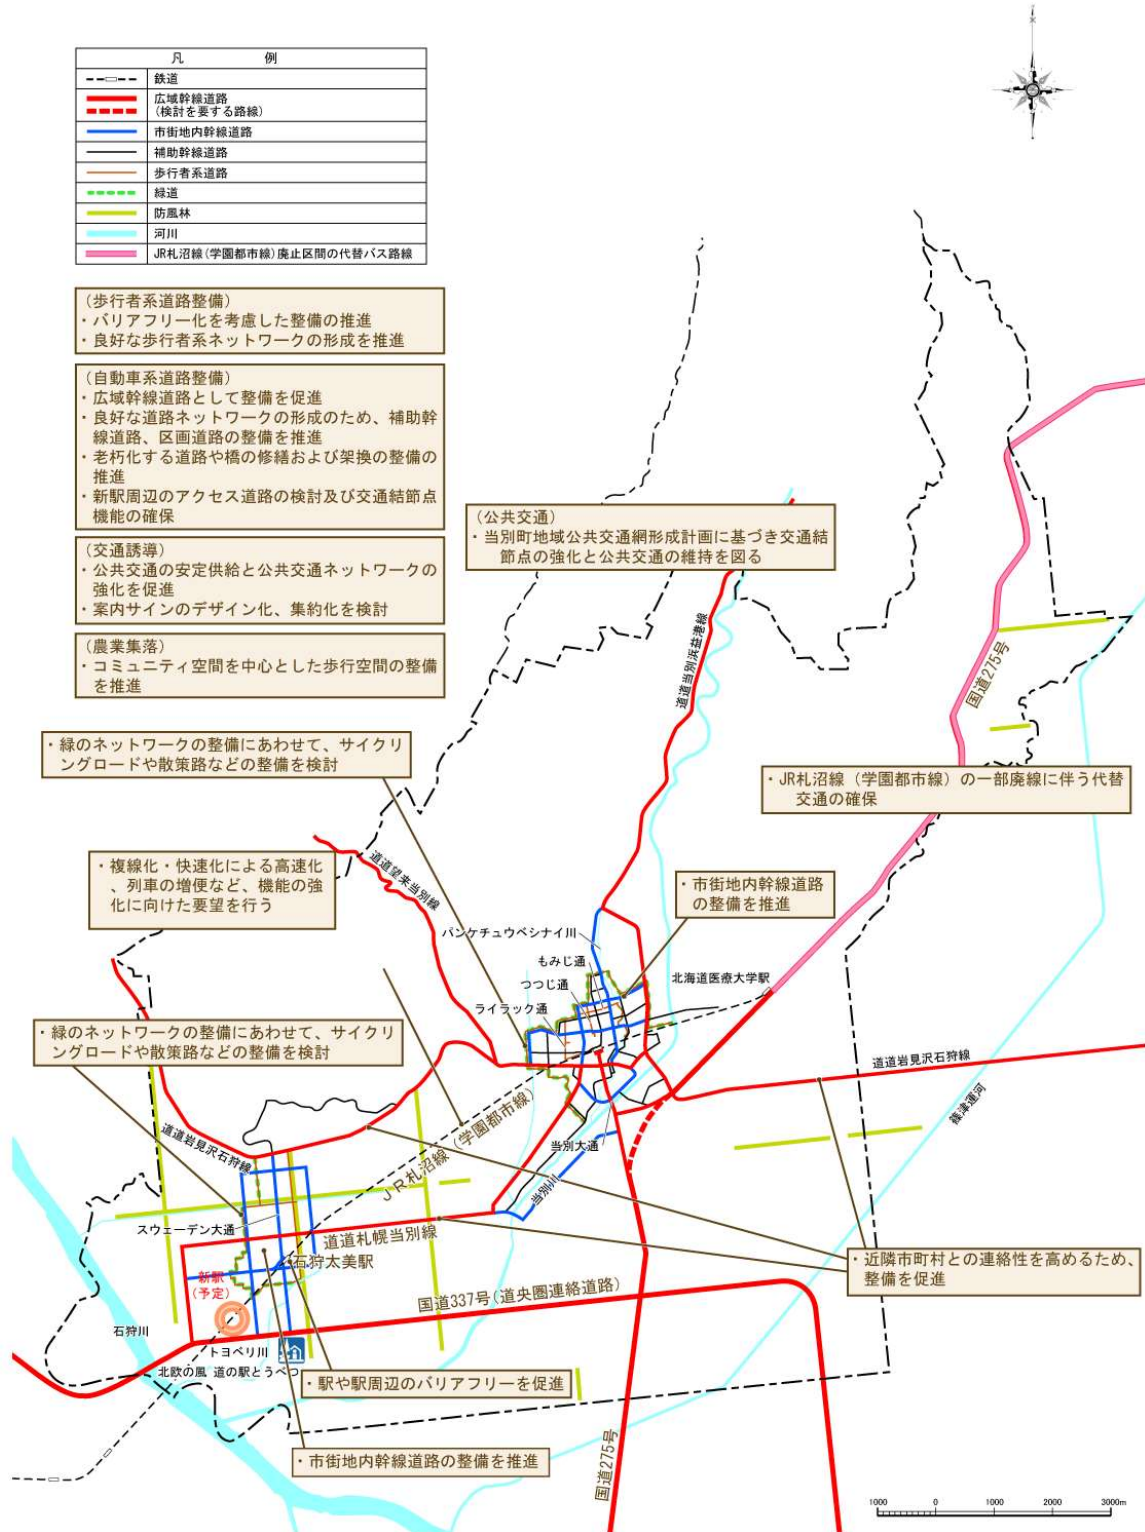 凡 例
鉄道
広域幹線道路
(検討を要する路線)
市街地内幹線道路
補助幹線道路
歩行者系道路
緑道
防風林
河川
JR札沼線(学園都市線)廃止区間の代替バス路線
(歩行者系道路整備)
・バリアフリー化を考慮した整備の推進
・良好な歩行者系ネットワークの形成を推進
(自動車系道路整備)
・広域幹線道路として整備を促進
・良好な道路ネットワークの形成のため、補助幹
線道路、区画道路の整備を推進
・老朽化する道路や橋の修繕および架換の整備の
推進
・新駅周辺のアクセス道路の検討及び交通結節点
機能の確保
(公共交通)
・当別町地域公共交通網形成計画に基づき交通結
節点の強化と公共交通の維持を図る
(交通誘導)
・公共交通の安定供給と公共交通ネットワークの
強化を促進
・案内サインのデザイン化、集約化を検討
(農業集落)
・コミュニティ空間を中心とした歩行空間の整備
を推進
道道当別浜益港線
国道275号
・緑のネットワークの整備にあわせて、サイクリ
ングロードや散策路などの整備を検討
・JR札沼線(学園都市線)の一部廃線に伴う代替
交通の確保
・複線化・快速化による高速化
、列車の増便など、機能の強
化に向けた要望を行う
道道望来当別線
・市街地内幹線道路
の整備を推進
パンケチュウベシナイ川
もみじ通
つつじ通
ライラック通
北海道医療大学駅
・緑のネットワークの整備にあわせて、サイクリ
ングロードや散策路などの整備を検討
道道岩見沢石狩線
篠津運河
道道岩見沢石狩線
JR札沼線(学園都市線)
当別大通
当別川
スウェーデン大通
道道札幌当別線
石狩太美駅
・近隣市町村との連絡性を高めるため、
整備を促進
新駅
(予定)
国道337号(道央圏連絡道路)
石狩川
トヨベリ川
北欧の風 道の駅とうべつ
・駅や駅周辺のバリアフリーを促進
・市街地内幹線道路の整備を推進
国道275号
1000 0 1000 2000 3000m